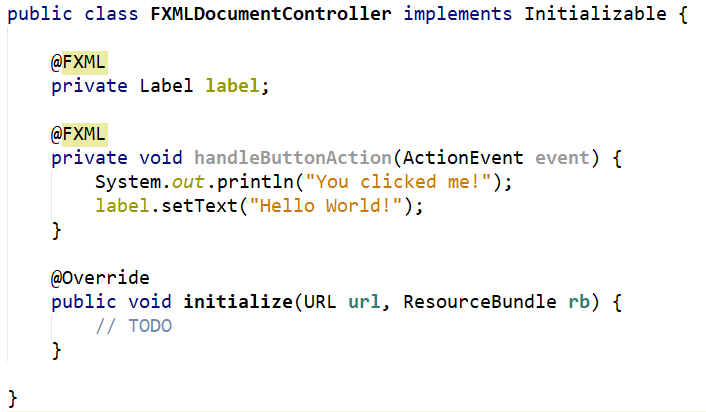 public class FXMLDocumentController implements Initializable {
@FXML
private Label label;
@FXML
private void handleButtonAction(ActionEvent event) {
System.out.println("You clicked me!");
label.setText("Hello World!");
}
@Override
public void initialize(URL url, ResourceBundle rb) {
// TODO
}
}